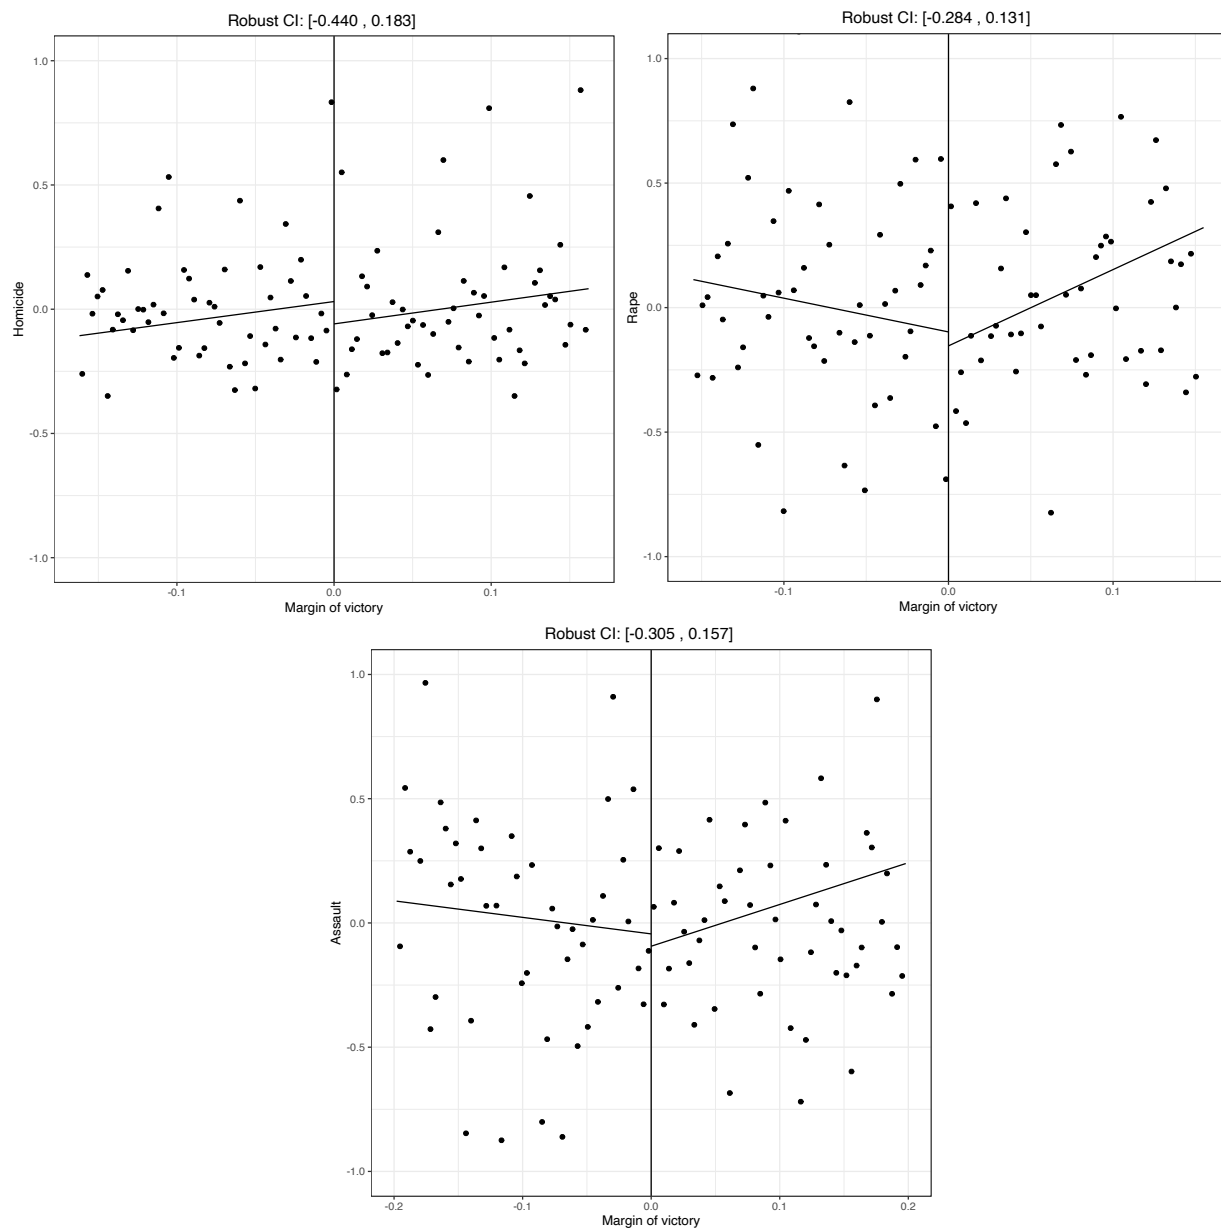 Robust CI: [-0.440 , 0.183]
1.0
0.5
0.0
-0.5
-1.0
Homicide
-0.1
0.0
0.1
Margin of victory
Robust CI: [-0.284 , 0.131]
1.0
0.5
0.0
-0.5
-1.0
Rape
-0.1
0.0
0.1
Margin of victory
Robust CI: [-0.305 , 0.157]
1.0
0.5
0.0
-0.5
-1.0
Assault
-0.2
-0.1
0.0
0.1
0.2
Margin of victory